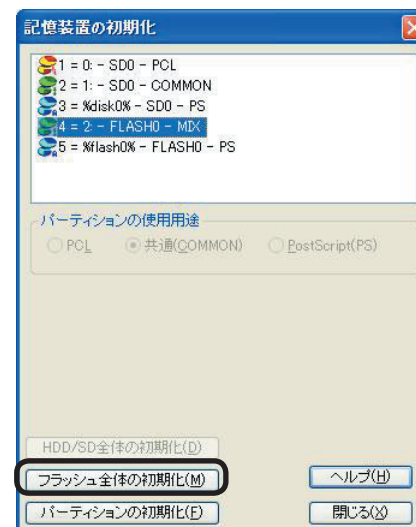 記憶装置の初期化
1 = 0: - SD0 - PCL
2 = 1: - SD0 - COMMON
3 = %disk0% - SD0 - PS
4 = 2: - FLASH0 - MIX
5 = %flash0% - FLASH0 - PS
パーティションの使用用途
PCL 共通(COMMON) PostScript(PS)
HDD/SD全体の初期化(D)
フラッシュ全体の初期化(M) ヘルプ(H)
パーティションの初期化(F) 閉じる(X)